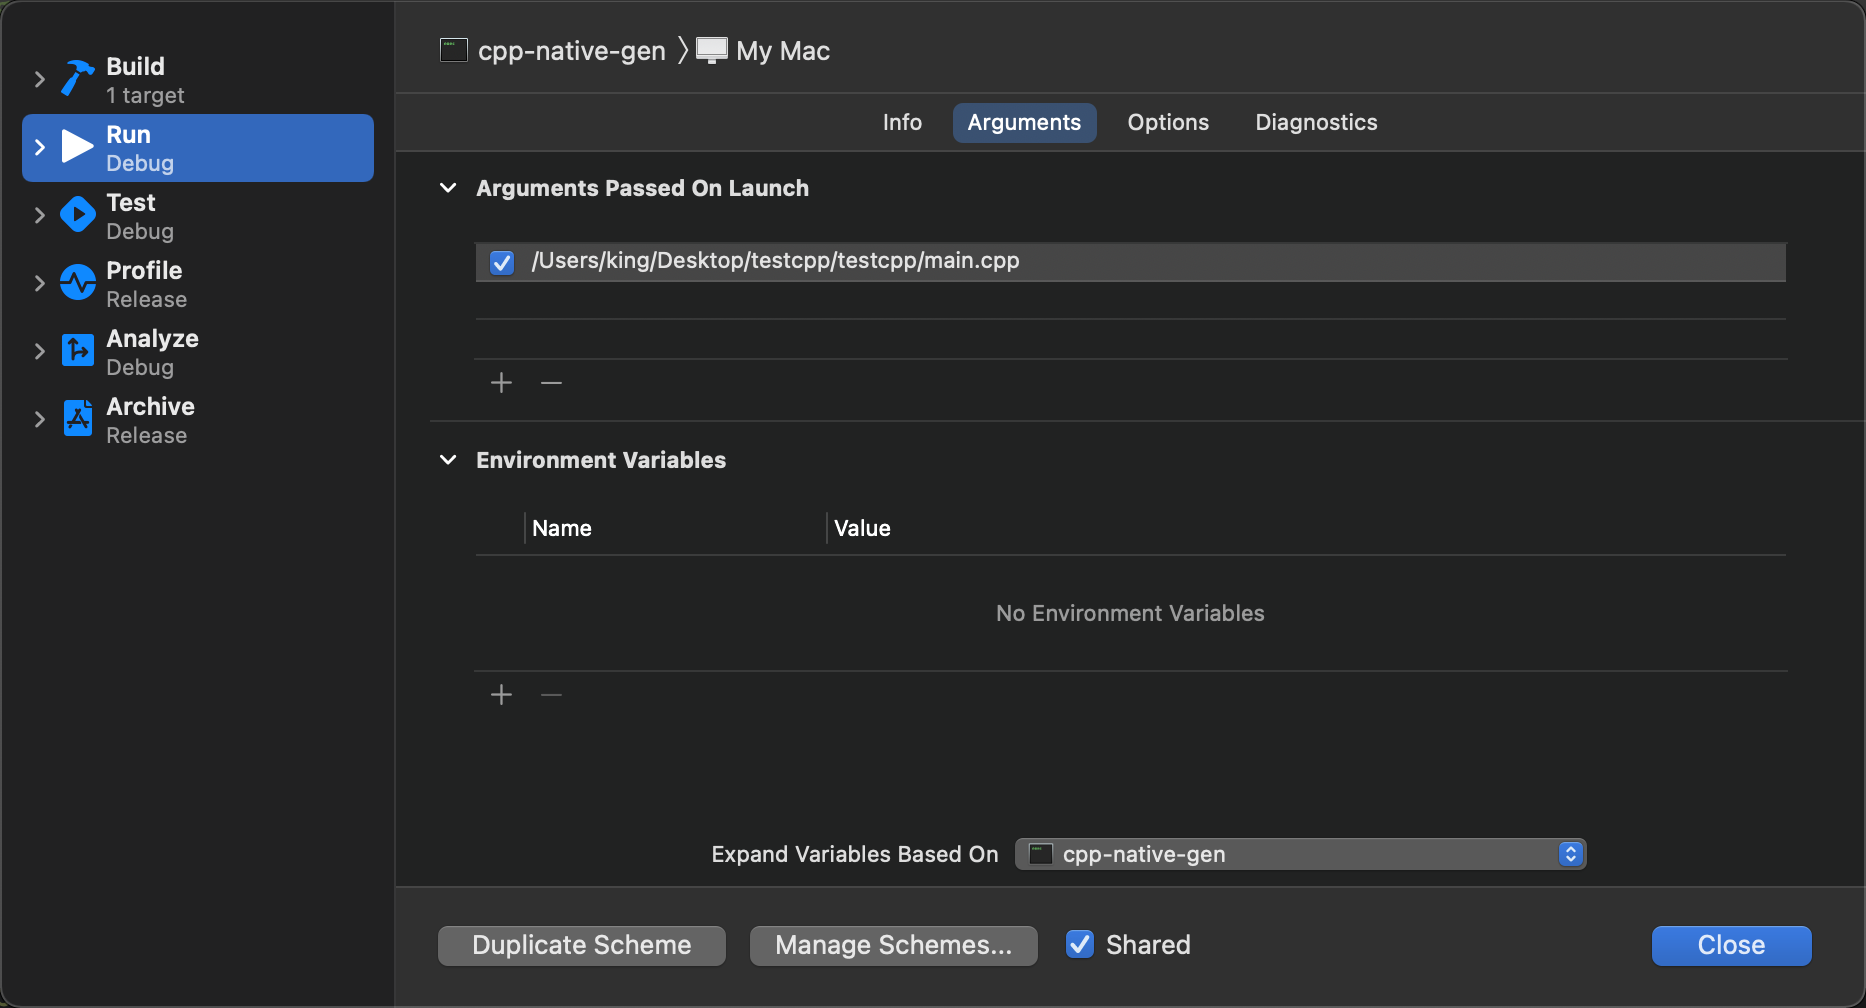 Build
1 target
Run
Debug
Test
Debug
Profile
Release
Analyze
Debug
Archive
Release
cpp-native-gen 〉 My Mac
Info Arguments Options Diagnostics
Arguments Passed On Launch
/Users/king/Desktop/testcpp/testcpp/main.cpp
Environment Variables
Name Value
No Environment Variables
Expand Variables Based On cpp-native-gen
Duplicate Scheme Manage Schemes... Shared Close